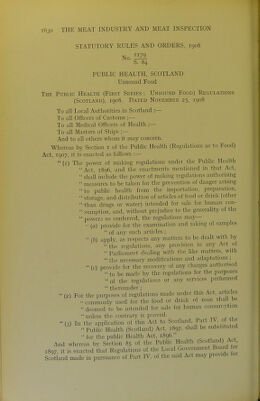 1630 THE MEAT INDUSTRY AND MEAT INSPECTION
STATUTORY RULES AND ORDERS, 1908
No. 1179
S. 84
PUBLIC HEALTH, SCOTLAND
Unsound Food
THE PUBLIC HEALTH (FIRST SERIES : UNSOUND FOOD) REGULATIONS
(SCOTLAND), 1908. DATED NOVEMBER 25, 1908
To all Local Authorities in Scotland ;—
To all Officers of Customs ;—
To all Medical Officers of Health ;—
To all Masters of Ships ;—
And to all others whom it may concern.
Whereas by Section 1 of the Public Health (Regulations as to Food)
Act, 1907, it is enacted as follows :—
" (1) The power of making regulations under the Public Health
" Act, 1896, and the enactments mentioned in that Act,
" shall include the power of making regulations authorising
" measures to be taken for the prevention of danger arising
" to public health from the importation, preparation,
" storage, and distribution of articles of food or drink (other
" than drugs or water) intended for sale for human con-
" sumption, and, without prejudice to the generality of the
" powers so conferred, the regulations may—
" (a) provide for the examination and taking of samples
" of any such articles ;
" (b) apply, as respects any matters to be dealt with by
" the regulations, any provision in any Act of
" Parliament dealing with the like matters, with
" the necessary modifications and adaptations ;
" (c) provide for the recovery of any charges authorised
" to be made by the regulations for the purposes
" of the regulations or any services performed
" thereunder ;
" (2) For the purposes of regulations made under this Act, articles
" commonly used for the food or drink of man shall be
" deemed to be intended for sale for human consumption
" unless the contrary is proved.
" (3) In the application of this Act to Scotland, Part IV. of the
" Public Health (Scotland) Act, 1897, shall be substituted
" for the Public Health Act, 1896."
And whereas by Section 85 of the Public Health (Scotland) Act,
1897, it is enacted that Regulations of the Local Government Board for
Scotland made in pursuance of Part IV. of the said Act may provide for